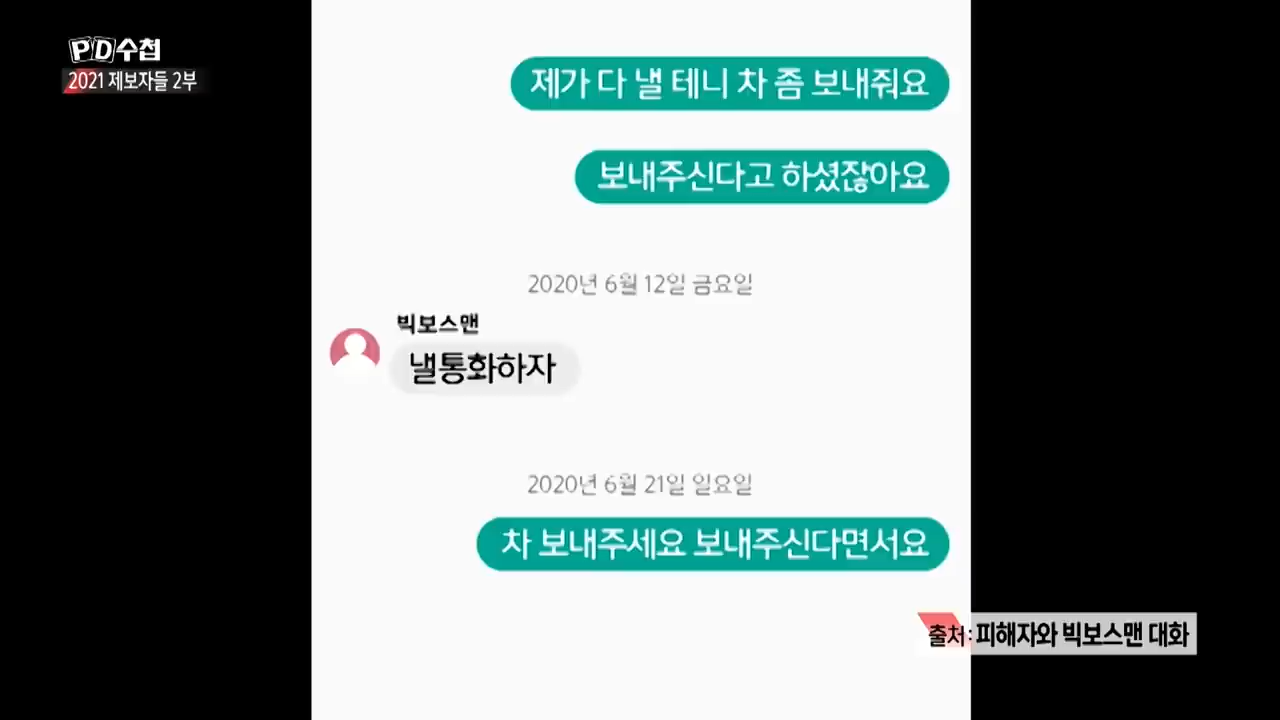 PD수첩
2021 제보자들 2부
제가 다 낼 테니 차 좀 보내줘요
보내주신다고 하셨잖아요
2020년 6월 12일 금요일
빅보스맨
낼통화하자
2020년 6월 21일 일요일
차 보내주세요 보내주신다면서요
출처: 피해자와 빅보스맨 대화